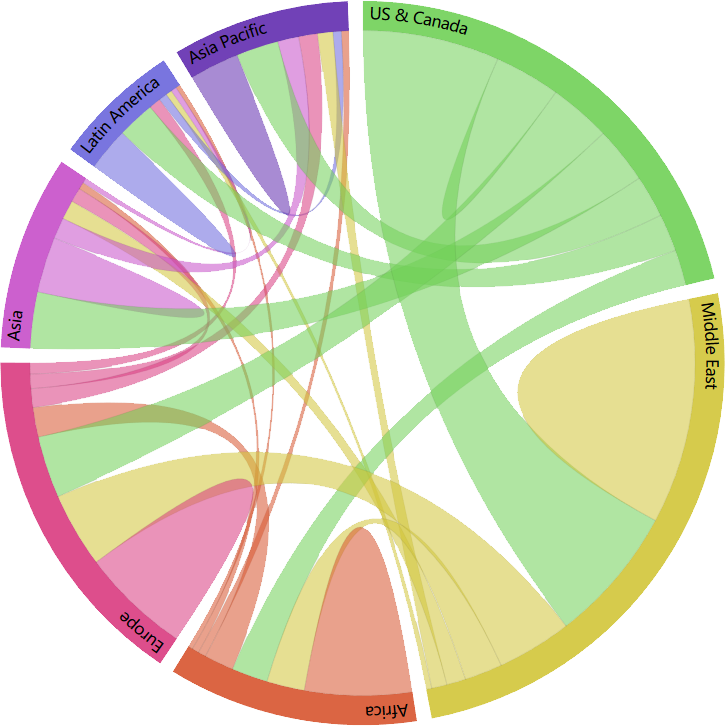 US & Canada
Middle East
Africa
Europe
Asia
Latin America
Asia Pacific